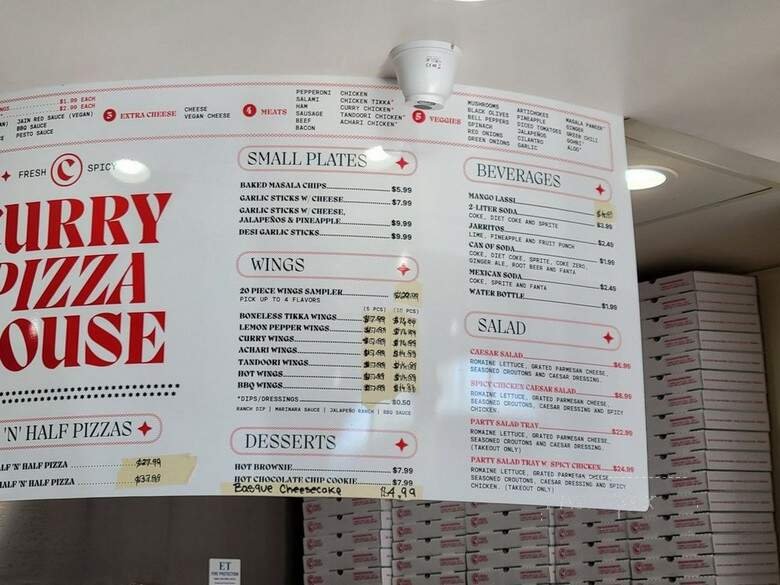 $1.99 EACH
$2.99 EACH
JAIN RED SAUCE (VEGAN)
BBQ SAUCE
PESTO SAUCE
3 EXTRA CHEESE
CHEESE
VEGAN CHEESE
4 MEATS
PEPPERONI
SALAMI
HAM
SAUSAGE
BEEF
BACON
CHICKEN
CHICKEN TIKKA*
CURRY CHICKEN*
TANDOORI CHICKEN*
ACHARI CHICKEN*
5 VEGGIES
MUSHROOMS
BLACK OLIVES
BELL PEPPERS
SPINACH
RED ONIONS
GREEN ONIONS
ARTICHOKES
PINEAPPLE
DICED TOMATOES
JALAPEÑOS
CILANTRO
GARLIC
MASALA PANEER*
GINGER
GREEN CHILI
GOBHI*
ALOO*
FRESH C SPICY
CURRY
PIZZA
HOUSE
'N' HALF PIZZAS
HALF 'N' HALF PIZZA
HALF 'N' HALF PIZZA
SMALL PLATES
BAKED MASALA CHIPS $5.99
GARLIC STICKS W/ CHEESE $7.99
GARLIC STICKS W/ CHEESE,
JALAPEÑOS & PINEAPPLE $9.99
DESI GARLIC STICKS $9.99
WINGS
20 PIECE WINGS SAMPLER
PICK UP TO 4 FLAVORS
(5 PCS) (10 PCS)
BONELESS TIKKA WINGS
LEMON PEPPER WINGS
CURRY WINGS
ACHARI WINGS
TANDOORI WINGS
HOT WINGS
BBQ WINGS
*DIPS/DRESSINGS $0.50
RANCH DIP | MARINARA SAUCE | JALAPEÑO RANCH | BBQ SAUCE
DESSERTS
HOT BROWNIE $7.99
HOT CHOCOLATE CHIP COOKIE $7.99
Basque Cheesecake $4.99
BEVERAGES
MANGO LASSI
2-LITER SODA $3.99
COKE, DIET COKE AND SPRITE
JARRITOS $2.49
LIME, PINEAPPLE AND FRUIT PUNCH
CAN OF SODA $1.99
COKE, DIET COKE, SPRITE, COKE ZERO,
GINGER ALE, ROOT BEER AND FANTA
MEXICAN SODA $2.49
COKE, SPRITE AND FANTA
WATER BOTTLE $1.99
SALAD
CAESAR SALAD $6.99
ROMAINE LETTUCE, GRATED PARMESAN CHEESE,
SEASONED CROUTONS AND CAESAR DRESSING.
SPICY CHICKEN CAESAR SALAD $8.99
ROMAINE LETTUCE, GRATED PARMESAN CHEESE,
SEASONED CROUTONS, CAESAR DRESSING AND SPICY
CHICKEN.
PARTY SALAD TRAY $22.99
ROMAINE LETTUCE, GRATED PARMESAN CHEESE,
SEASONED CROUTONS AND CAESAR DRESSING.
(TAKEOUT ONLY)
PARTY SALAD TRAY W. SPICY CHICKEN $24.99
ROMAINE LETTUCE, GRATED PARMESAN CHEESE,
SEASONED CROUTONS, CAESAR DRESSING AND SPICY
CHICKEN. (TAKEOUT ONLY)
ET
FIRE PROTECTION